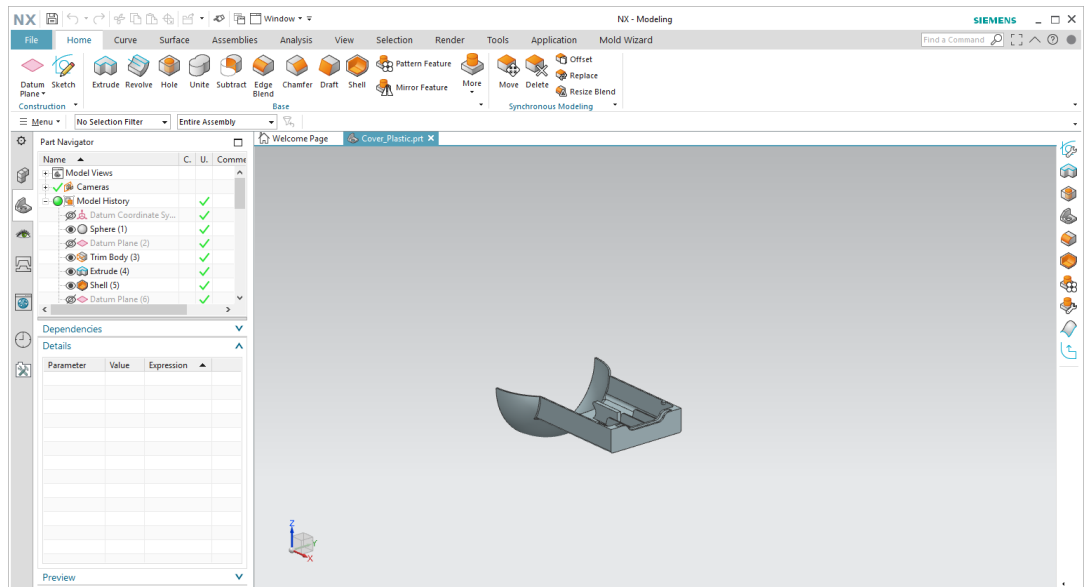 NX Window NX - Modeling SIEMENS
File Home Curve Surface Assemblies Analysis View Selection Render Tools Application Mold Wizard Find a Command
Datum Plane Sketch Extrude Revolve Hole Unite Subtract Edge Blend Chamfer Draft Shell Pattern Feature Mirror Feature More Move Delete Offset Replace Resize Blend
Construction Base Synchronous Modeling
Menu No Selection Filter Entire Assembly
Part Navigator Welcome Page Cover_Plastic.prt
Name C. U. Comme
Model Views
Cameras
Model History
Datum Coordinate Sy...
Sphere (1)
Datum Plane (2)
Trim Body (3)
Extrude (4)
Shell (5)
Datum Plane (6)
Dependencies
Details
Parameter Value Expression
Z
Y
X
Preview